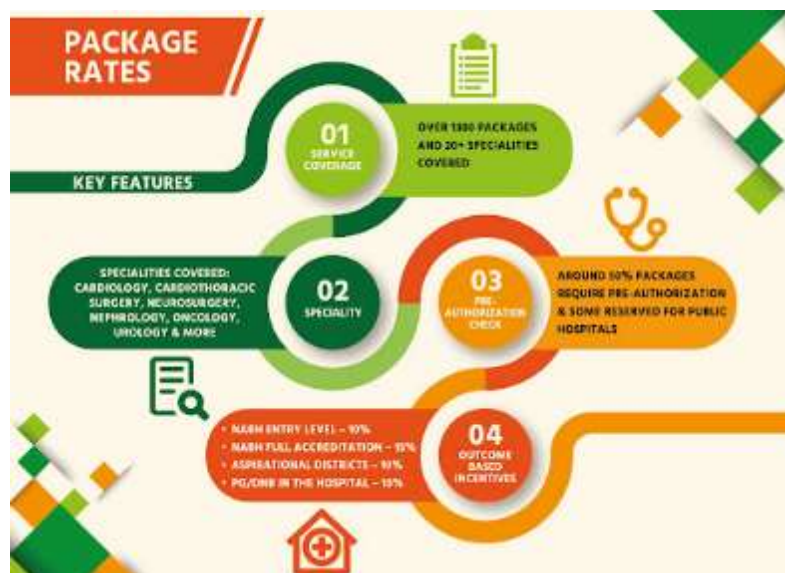 PACKAGE
RATES
KEY FEATURES
01
SERVICE
COVERAGE
OVER 1300 PACKAGES
AND 20+ SPECIALITIES
COVERED
02
SPECIALITY
SPECIALITIES COVERED:
CARDIOLOGY, CARDIOTHORACIC
SURGERY, NEUROSURGERY,
NEPHROLOGY, ONCOLOGY,
UROLOGY & MORE
03
PRE-
AUTHORIZATION
CHECK
AROUND 50% PACKAGES
REQUIRE PRE-AUTHORIZATION
& SOME RESERVED FOR PUBLIC
HOSPITALS
04
OUTCOME
BASED
INCENTIVES
• NABH ENTRY LEVEL – 10%
• NABH FULL ACCREDITATION – 15%
• ASPIRATIONAL DISTRICTS – 10%
• PG/DNB IN THE HOSPITAL – 10%